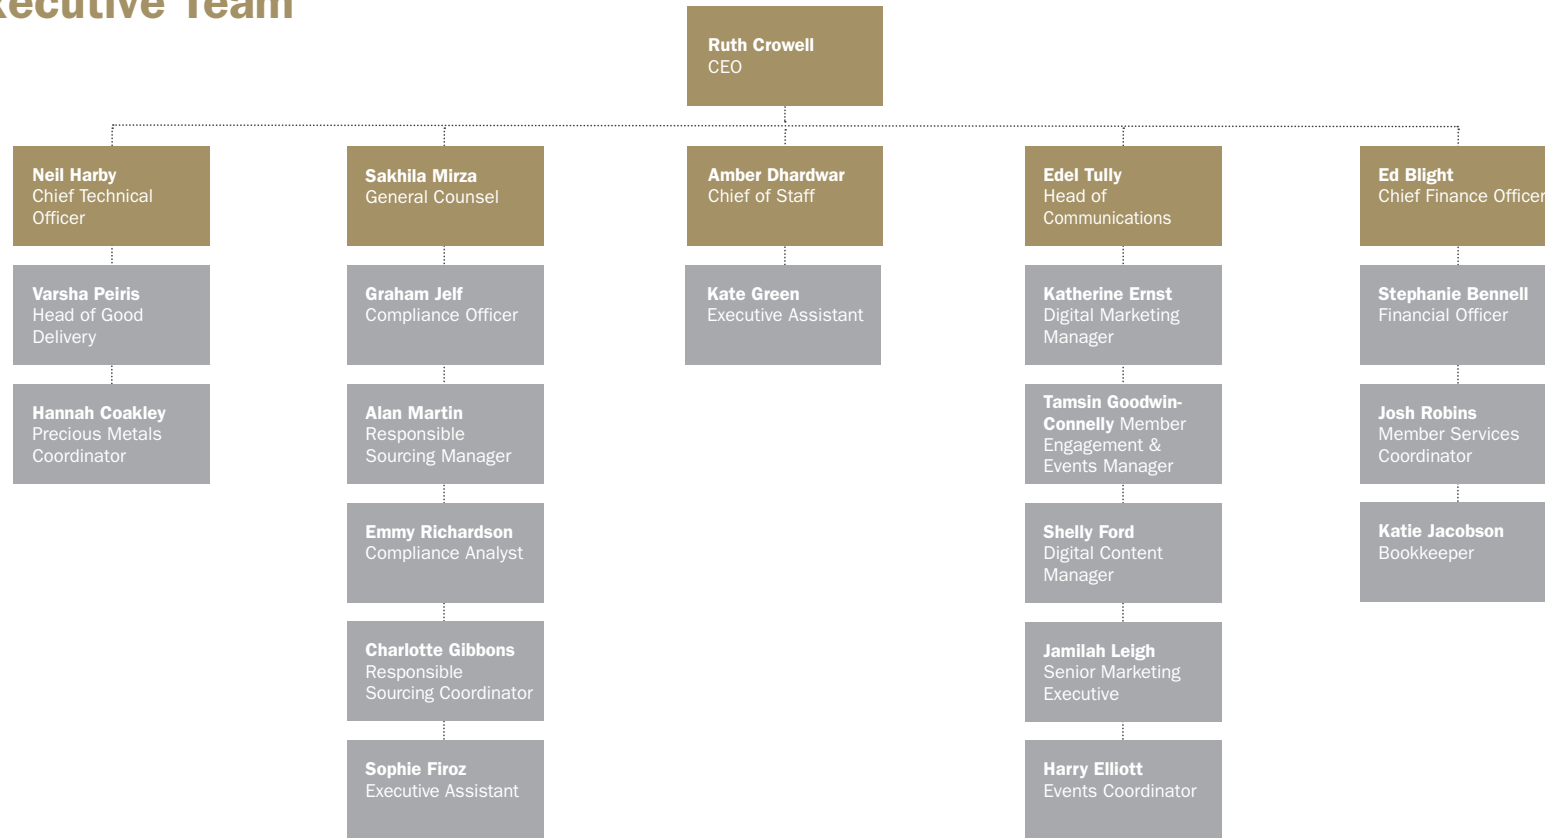 xecutive Team
Ruth Crowell
CEO
Neil Harby
Chief Technical
Officer
Sakhila Mirza
General Counsel
Amber Dhardwar
Chief of Staff
Edel Tully
Head of
Communications
Ed Blight
Chief Finance Officer
Varsha Peiris
Head of Good
Delivery
Graham Jelf
Compliance Officer
Kate Green
Executive Assistant
Katherine Ernst
Digital Marketing
Manager
Stephanie Bennell
Financial Officer
Hannah Coakley
Precious Metals
Coordinator
Alan Martin
Responsible
Sourcing Manager
Tamsin Goodwin-
Connelly Member
Engagement &
Events Manager
Josh Robins
Member Services
Coordinator
Emmy Richardson
Compliance Analyst
Shelly Ford
Digital Content
Manager
Katie Jacobson
Bookkeeper
Charlotte Gibbons
Responsible
Sourcing Coordinator
Jamilah Leigh
Senior Marketing
Executive
Sophie Firoz
Executive Assistant
Harry Elliott
Events Coordinator